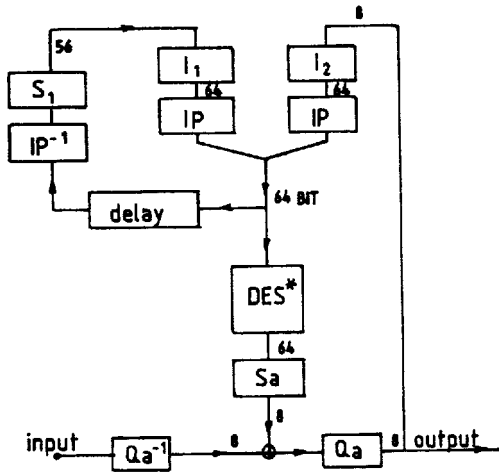 8
56
I₁
I₂
S₁
64
64
IP
IP
IP⁻¹
64 BIT
delay
DES*
64
Sa
8
input
Qa⁻¹
8
Qa
8
output